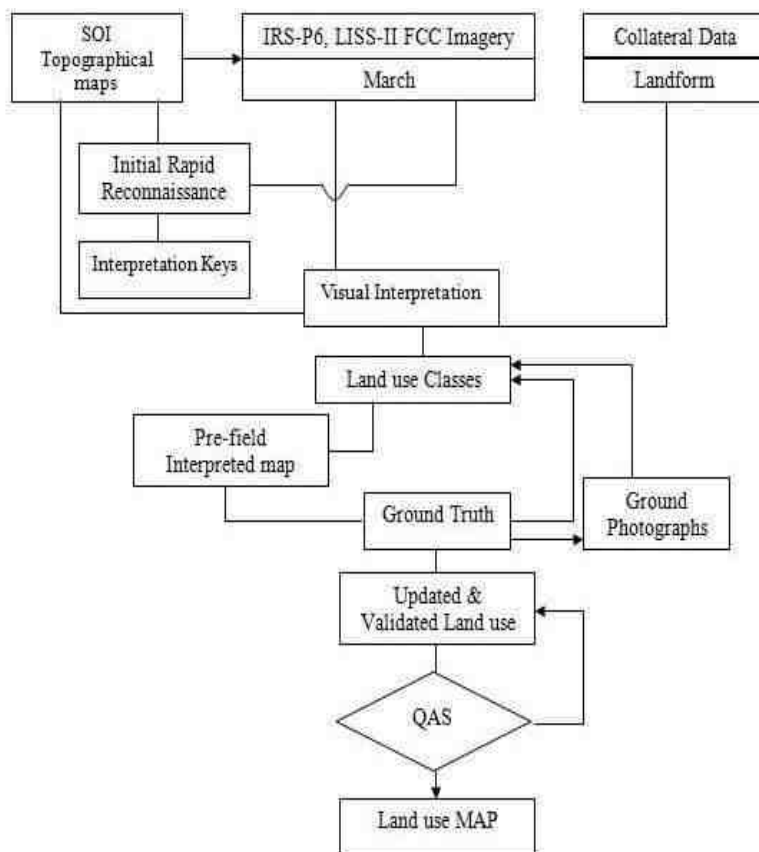 SOI
Topographical
maps
IRS-P6, LISS-II FCC Imagery
March
Collateral Data
Landform
Initial Rapid
Reconnaissance
Interpretation Keys
Visual Interpretation
Land use Classes
Pre-field
Interpreted map
Ground Truth
Ground
Photographs
Updated &
Validated Land use
QAS
Land use MAP